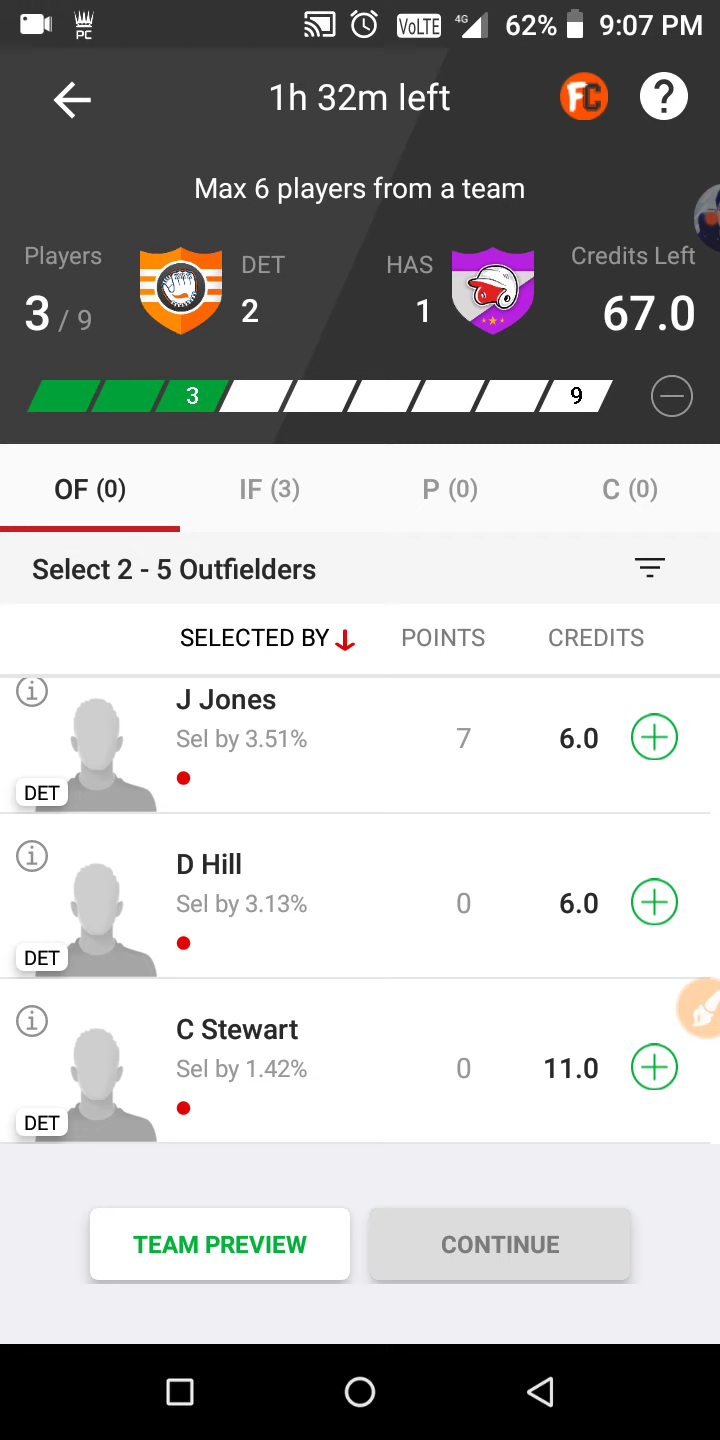 PC
VoLTE 4G 62% 9:07 PM
1h 32m left
FC
?
Max 6 players from a team
Players DET HAS Credits Left
3 / 9 2 1 67.0
3 9
OF (0) IF (3) P (0) C (0)
Select 2 - 5 Outfielders
SELECTED BY POINTS CREDITS
i
J Jones
Sel by 3.51% 7 6.0
DET
i
D Hill
Sel by 3.13% 0 6.0
DET
i
C Stewart
Sel by 1.42% 0 11.0
DET
TEAM PREVIEW CONTINUE